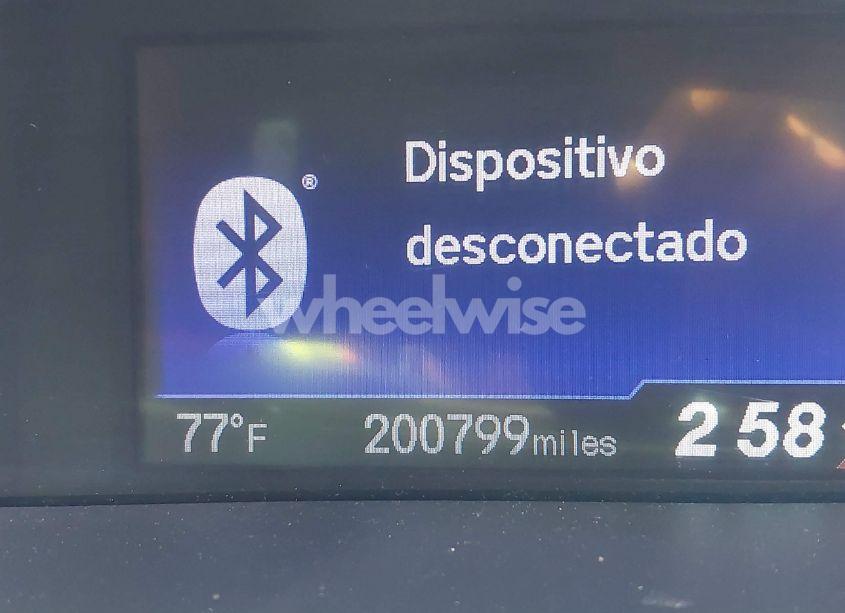 Dispositivo
®
desconectado
wheelwise
77°F 200799miles 2 58